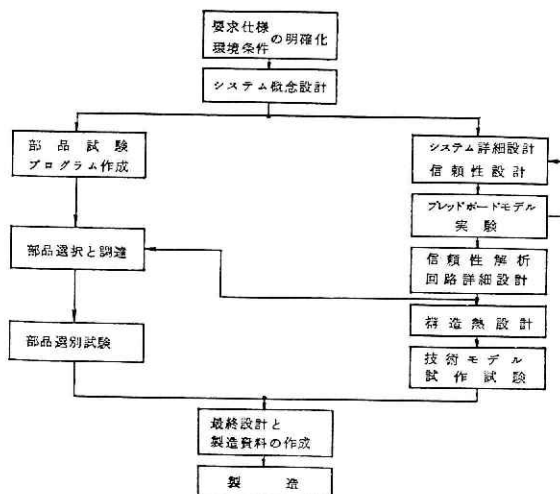 要求仕様
環境条件
の明確化
システム概念設計
部品試験
プログラム作成
システム詳細設計
信頼性設計
ブレッドボードモデル
実験
部品選択と調達
信頼性解析
回路詳細設計
構造熱設計
部品選別試験
技術モデル
試作試験
最終設計と
製造資料の作成
製造